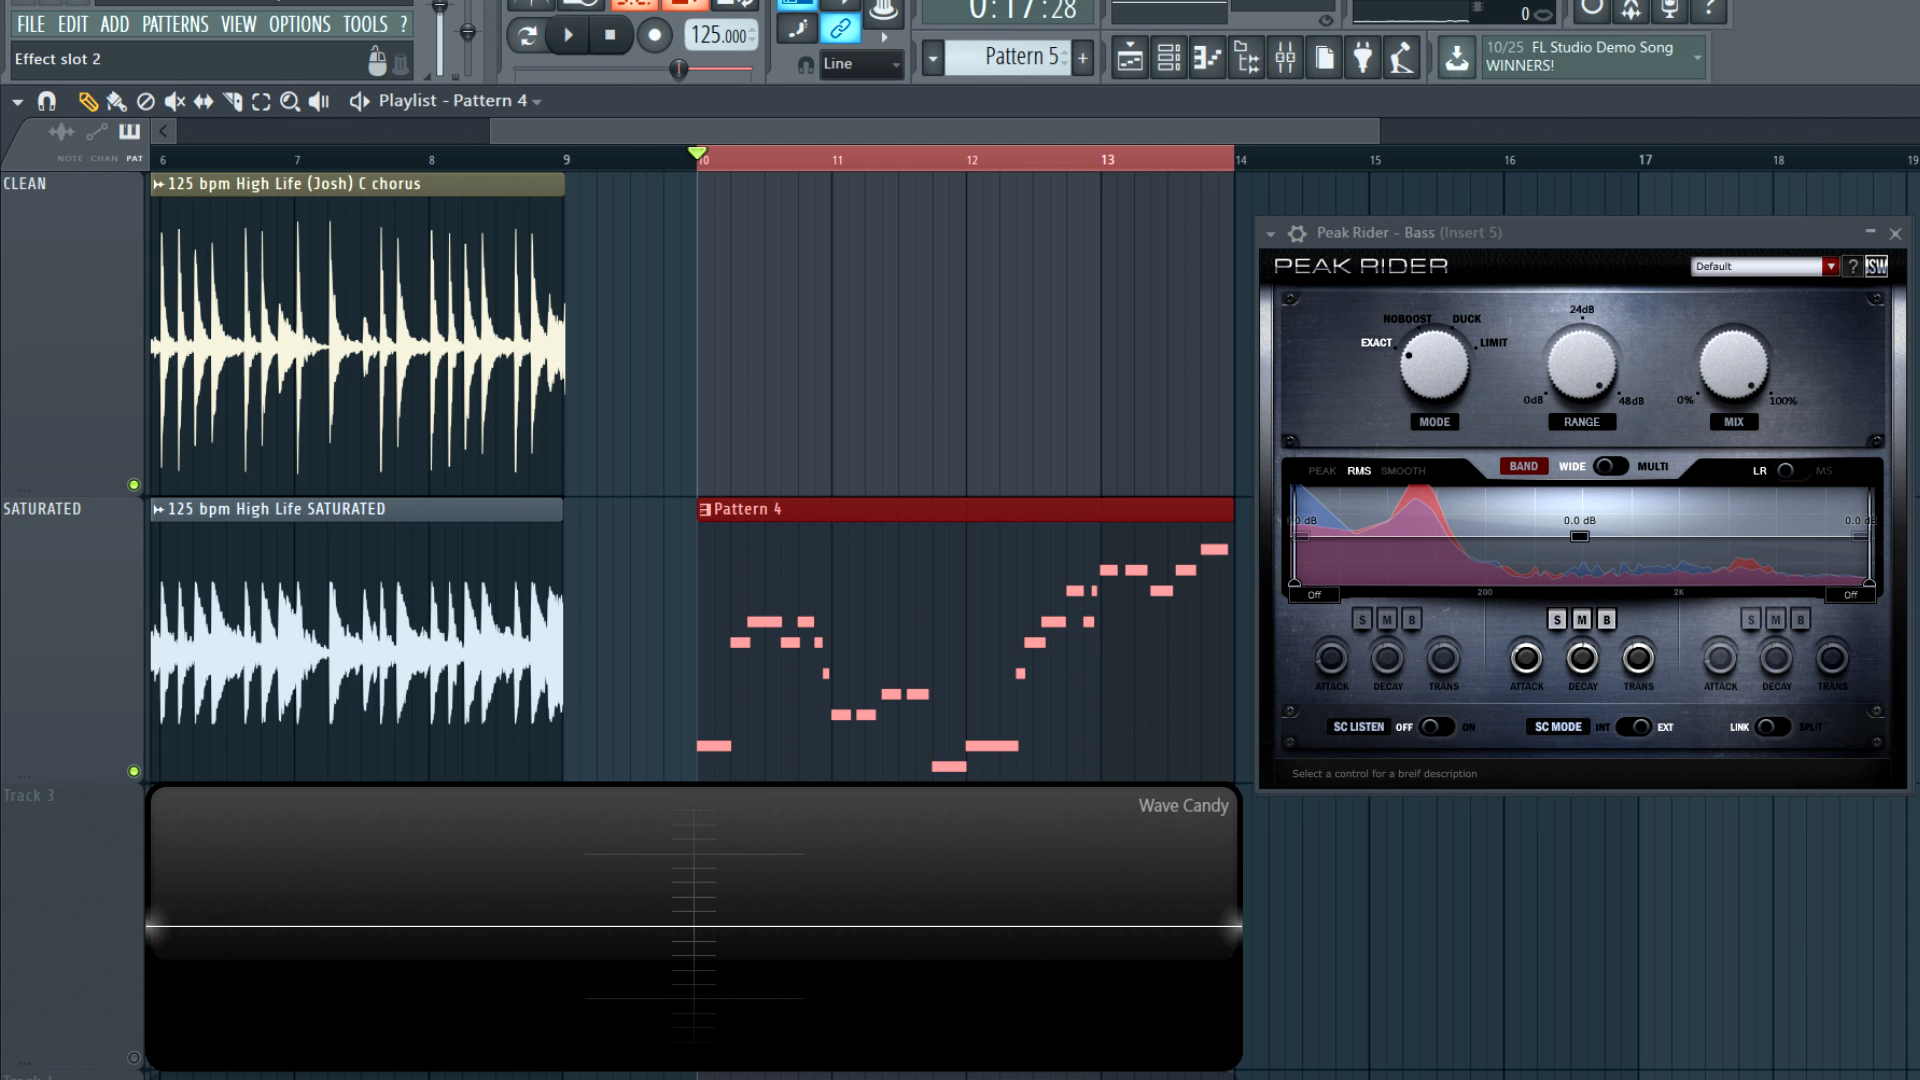 0:17:28
0
FILE EDIT ADD PATTERNS VIEW OPTIONS TOOLS ?
125.000
Effect slot 2
Line
Pattern 5
10/25 FL Studio Demo Song
WINNERS!
Playlist - Pattern 4
NOTE CHAN PAT
6 7 8 9 10 11 12 13 14 15 16 17 18 19
CLEAN
125 bpm High Life (Josh) C chorus
SATURATED
125 bpm High Life SATURATED
Pattern 4
Track 3
Wave Candy
Peak Rider - Bass (Insert 5)
PEAK RIDER
Default
?
ISW
NOBOOST DUCK
24dB
EXACT LIMIT
0dB 48dB 0% 100%
MODE RANGE MIX
PEAK RMS SMOOTH BAND WIDE MULTI LR MS
0.0 dB 0.0 dB 0.0 dB
Off 200 2K Off
S M B S M B S M B
ATTACK DECAY TRANS ATTACK DECAY TRANS ATTACK DECAY TRANS
SC LISTEN OFF ON SC MODE INT EXT LINK SPLIT
Select a control for a breif description